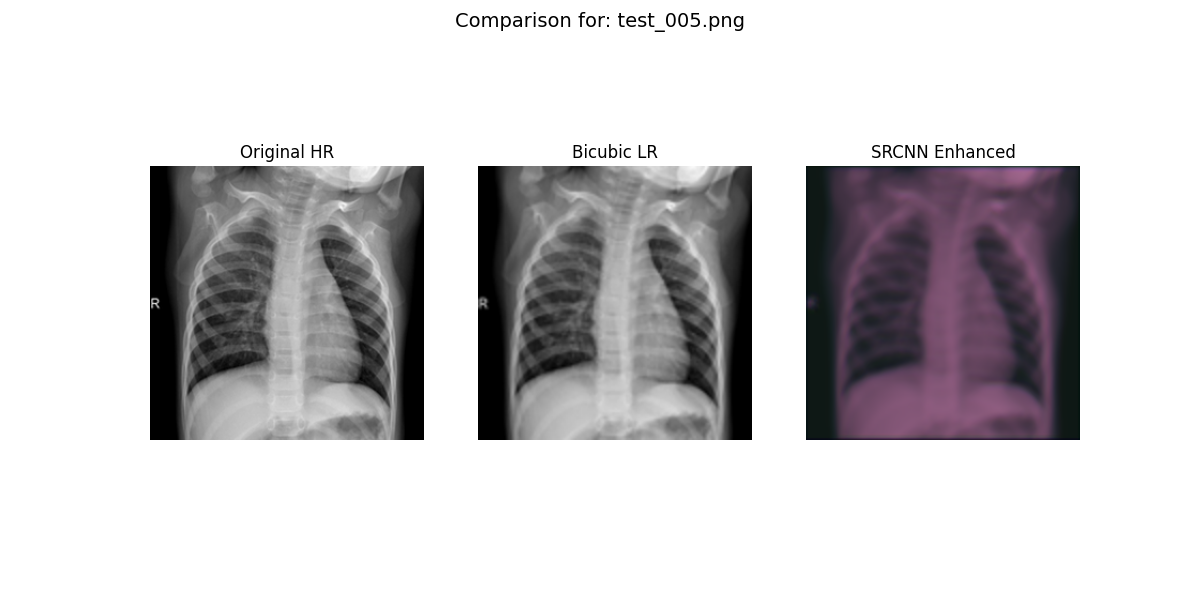 Comparison for: test_005.png
Original HR
Bicubic LR
SRCNN Enhanced
R
R